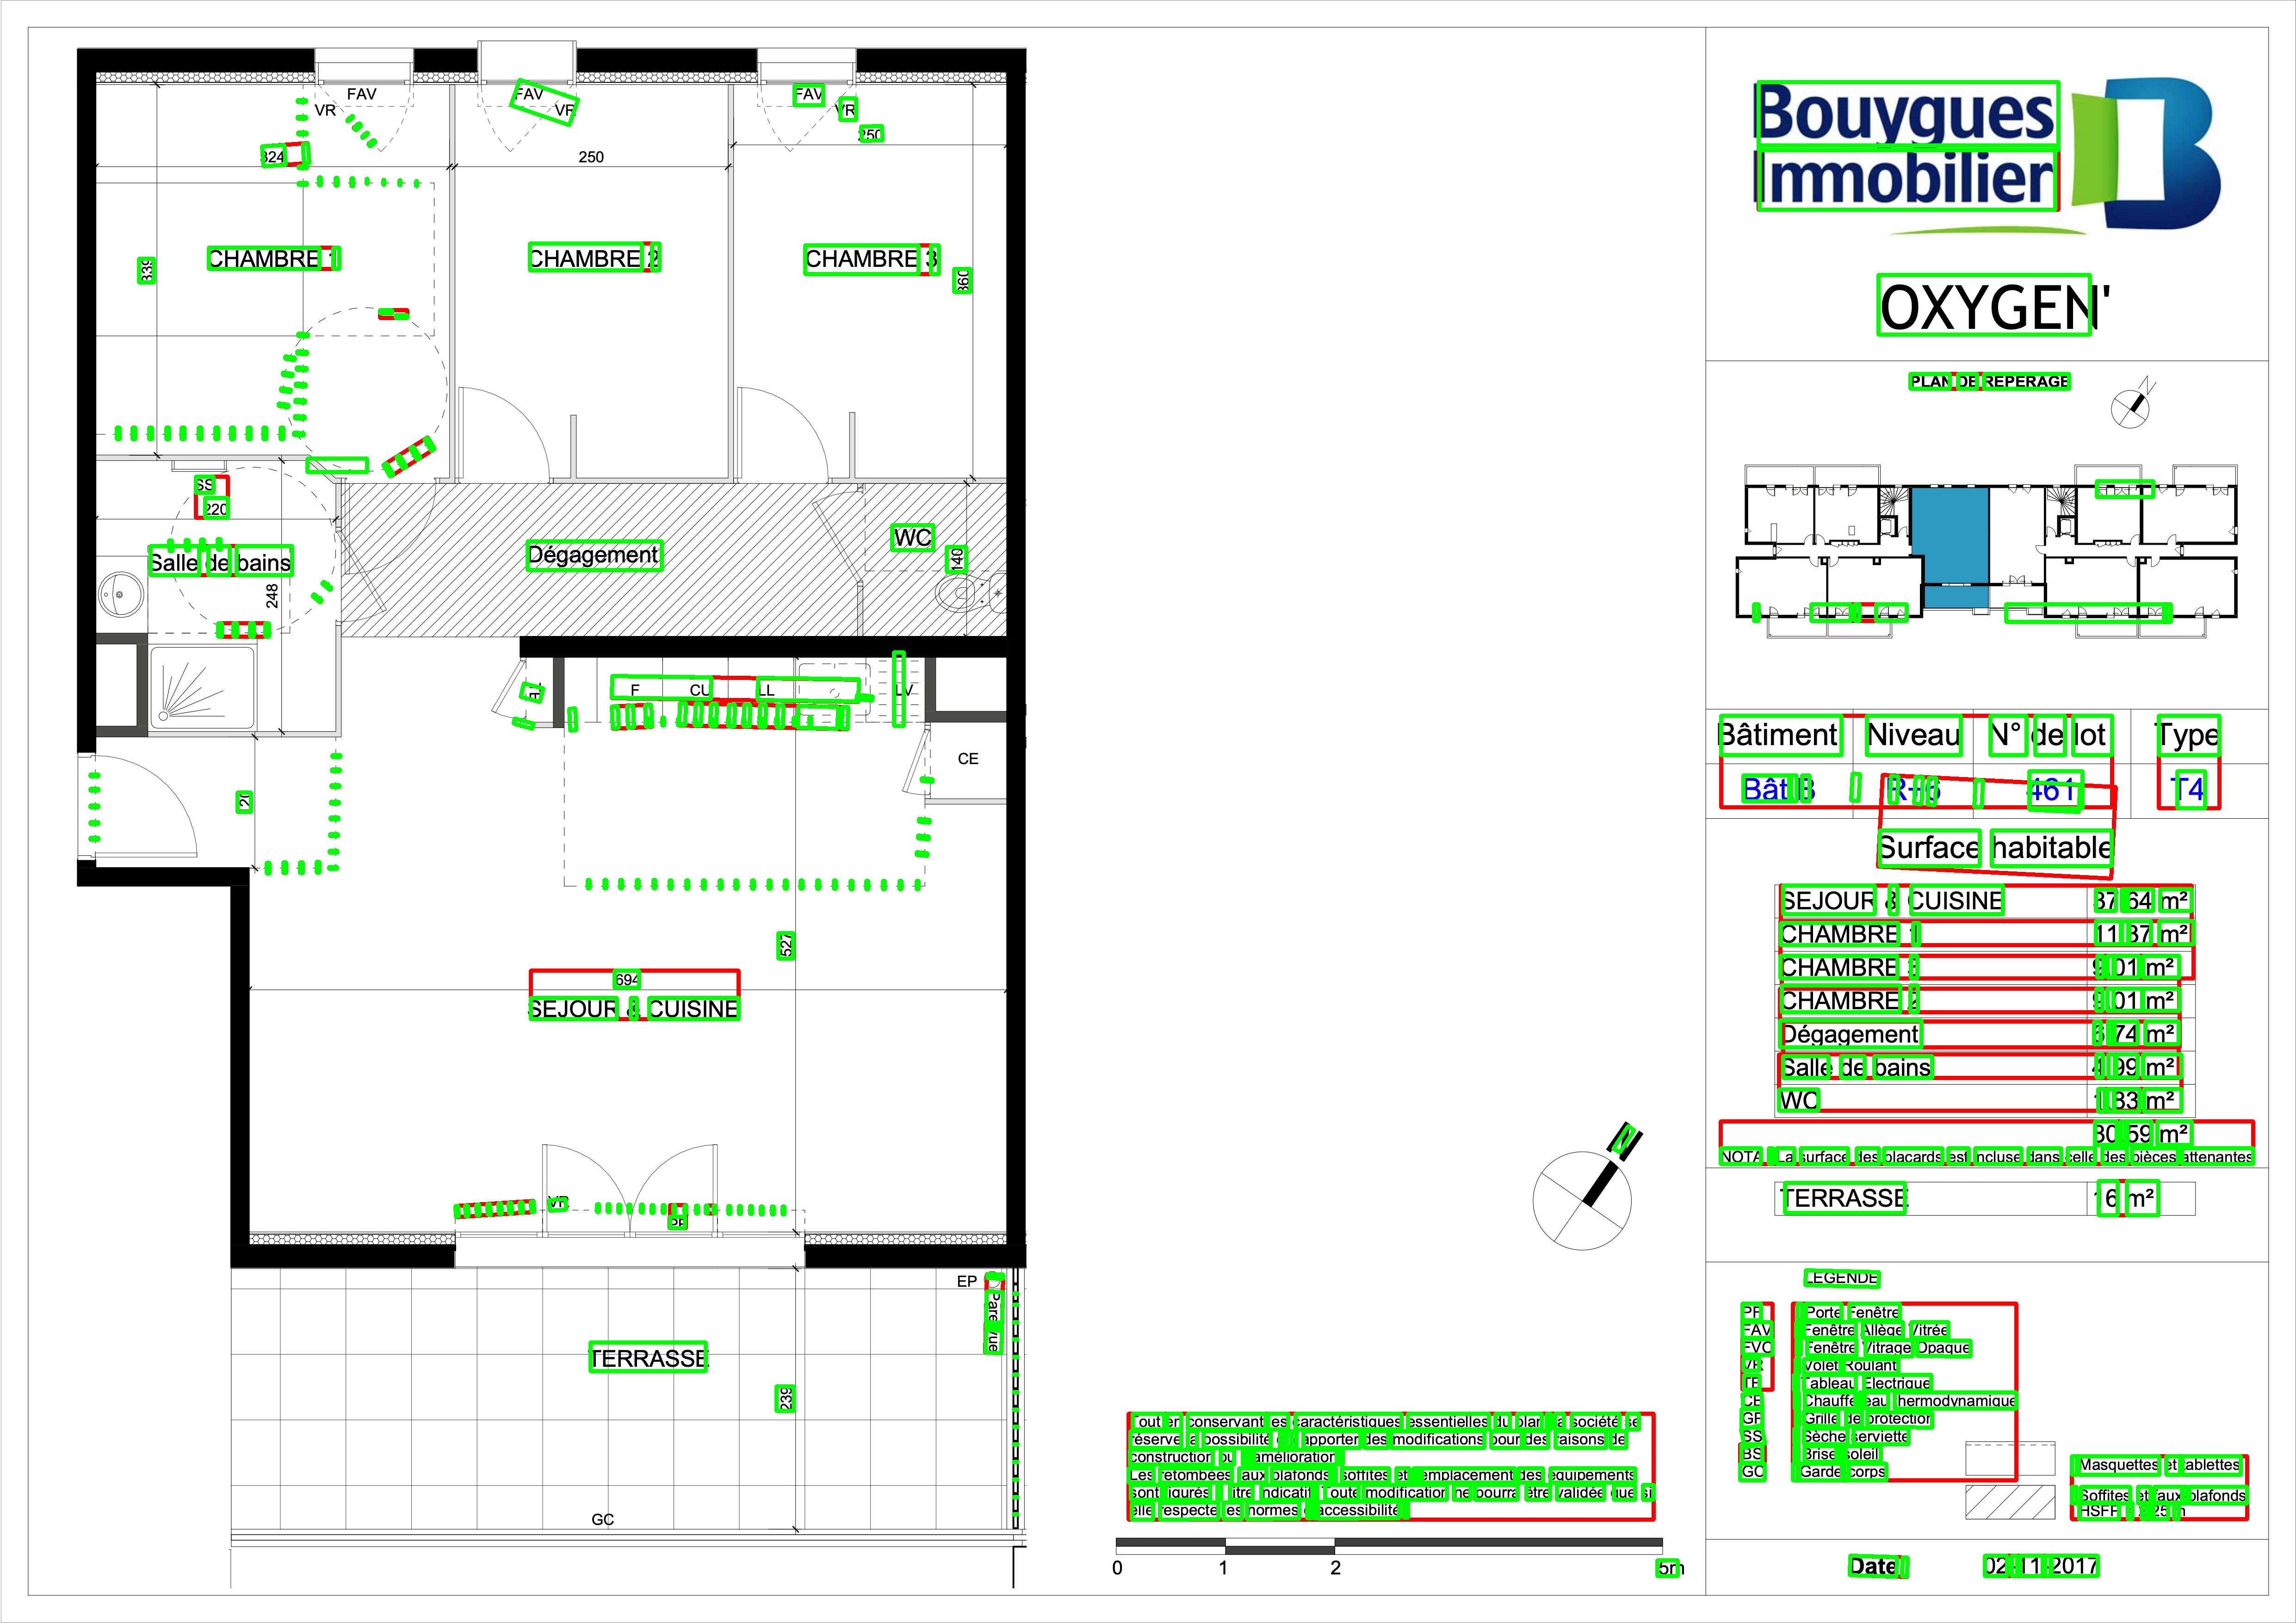 FAV
VR
FAV
VR
FAV
VR
250
324
250
CHAMBRE 1
CHAMBRE 2
CHAMBRE 3
339
360
SS
220
Salle de bains
248
Dégagement
WC
140
F
CU
LL
LV
CE
120
527
694
SEJOUR & CUISINE
VR
PF
EP
Pare vue
TERRASSE
239
GC
N
Tout en conservant les caractéristiques essentielles du plan, la société se
réserve la possibilité d'y apporter des modifications pour des raisons de
construction ou d'amélioration.
Les retombées, faux plafonds, soffites et emplacement des équipements
sont figurés à titre indicatif. Toute modification ne pourra être validée que si
elle respecte les normes d'accessibilité.
0
1
2
5m
Bouygues
Immobilier
OXYGEN'
PLAN DE REPERAGE
N
Bâtiment Niveau N° de lot Type
Bât B R+6 461 T4
Surface habitable
SEJOUR & CUISINE 37.64 m²
CHAMBRE 1 11.37 m²
CHAMBRE 3 9.01 m²
CHAMBRE 2 9.01 m²
Dégagement 6.74 m²
Salle de bains 4.99 m²
WC 1.83 m²
80.59 m²
NOTA : La surface des placards est incluse dans celle des pièces attenantes
TERRASSE 16 m²
LEGENDE
PF : Porte Fenêtre
FAV : Fenêtre Allège Vitrée
FVO : Fenêtre Vitrage Opaque
VR : Volet Roulant
TE : Tableau Electrique
CE : Chauffe eau thermodynamique
GP : Grille de protection
SS : Sèche serviette
BS : Brise soleil
GC : Garde-corps
: Masquettes et tablettes
: Soffites et faux plafonds
Date : 02-11-2017